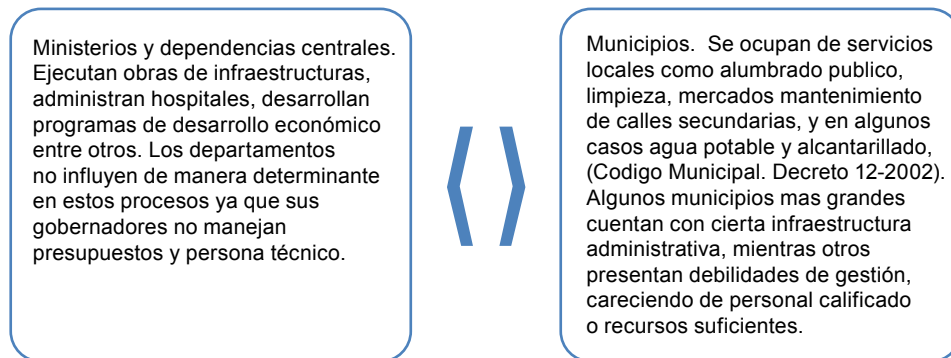 Ministerios y dependencias centrales.
Ejecutan obras de infraestructuras,
administran hospitales, desarrollan
programas de desarrollo económico
entre otros. Los departamentos
no influyen de manera determinante
en estos procesos ya que sus
gobernadores no manejan
presupuestos y persona técnico.
Municipios.  Se ocupan de servicios
locales como alumbrado publico,
limpieza, mercados mantenimiento
de calles secundarias, y en algunos
casos agua potable y alcantarillado,
(Codigo Municipal. Decreto 12-2002).
Algunos municipios mas grandes
cuentan con cierta infraestructura
administrativa, mientras otros
presentan debilidades de gestión,
careciendo de personal calificado
o recursos suficientes.